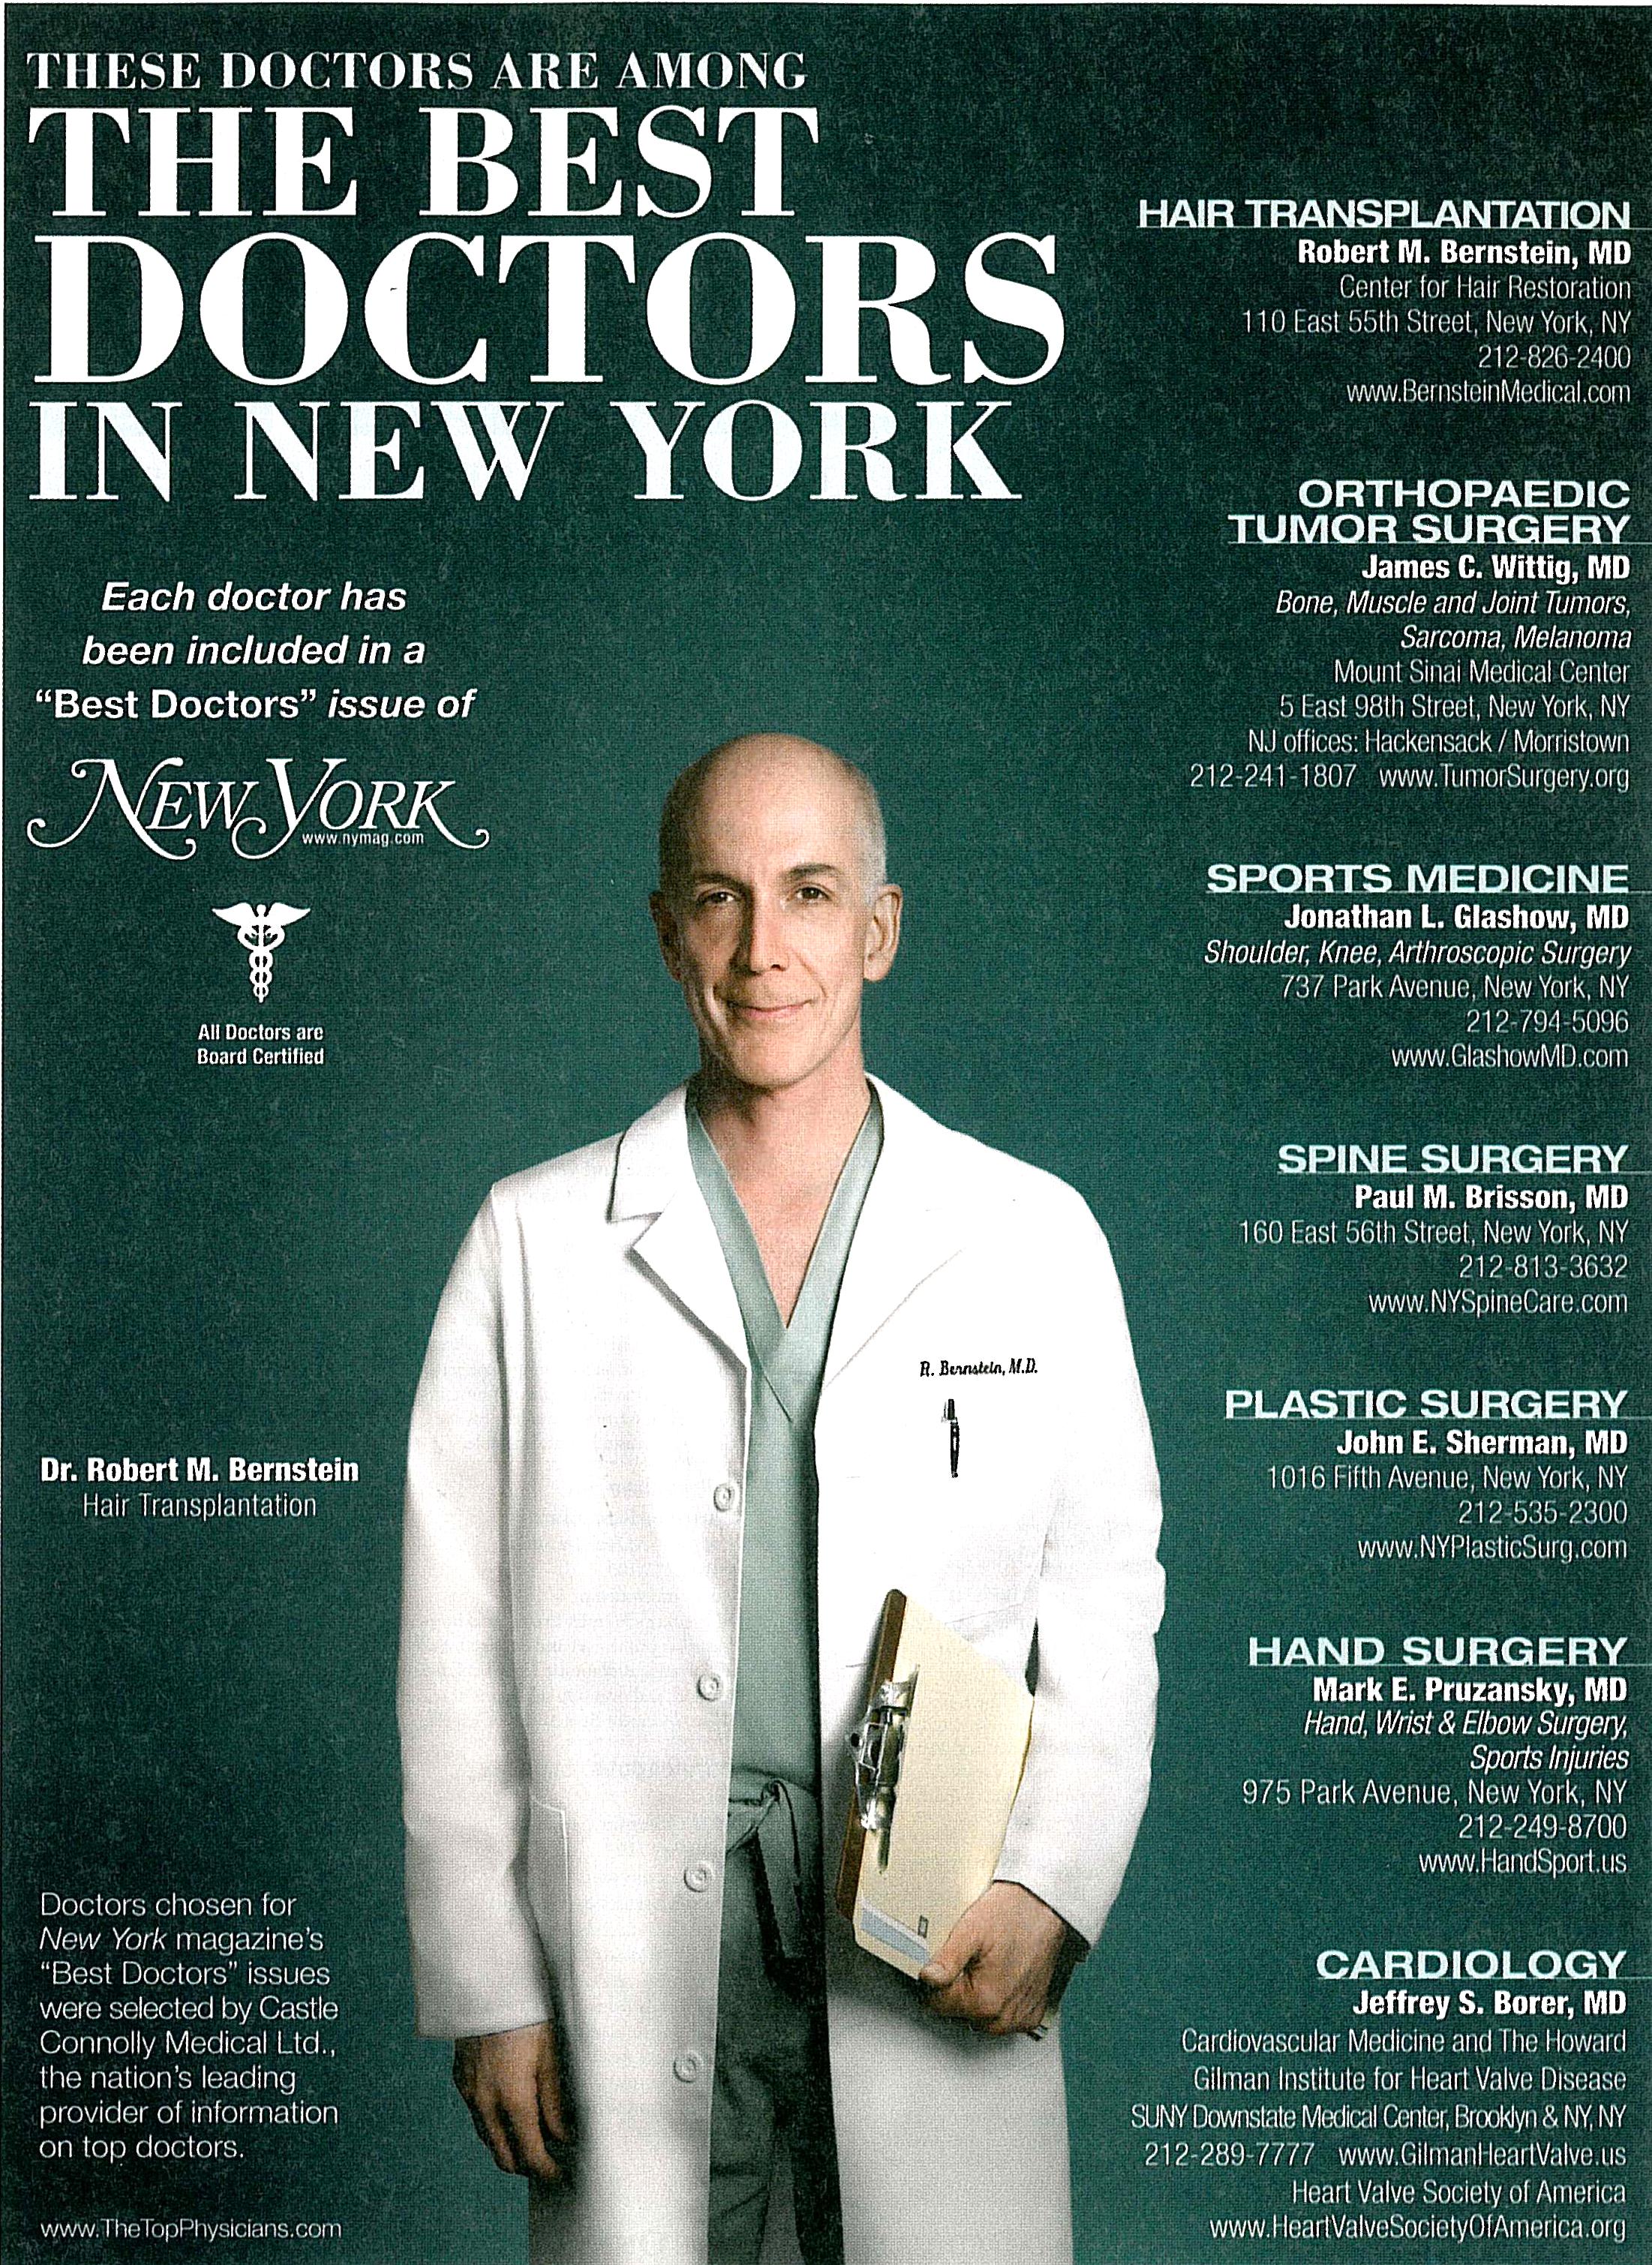 THESE DOCTORS ARE AMONG
THE BEST
DOCTORS
IN NEW YORK
Each doctor has
been included in a
“Best Doctors” issue of
NEW YORK
www.nymag.com
All Doctors are
Board Certified
Dr. Robert M. Bernstein
Hair Transplantation
Doctors chosen for
New York magazine’s
“Best Doctors” issues
were selected by Castle
Connolly Medical Ltd.,
the nation’s leading
provider of information
on top doctors.
www.TheTopPhysicians.com
R. Bernstein, M.D.
HAIR TRANSPLANTATION
Robert M. Bernstein, MD
Center for Hair Restoration
110 East 55th Street, New York, NY
212-826-2400
www.BernsteinMedical.com
ORTHOPAEDIC
TUMOR SURGERY
James C. Wittig, MD
Bone, Muscle and Joint Tumors,
Sarcoma, Melanoma
Mount Sinai Medical Center
5 East 98th Street, New York, NY
NJ offices: Hackensack / Morristown
212-241-1807 www.TumorSurgery.org
SPORTS MEDICINE
Jonathan L. Glashow, MD
Shoulder, Knee, Arthroscopic Surgery
737 Park Avenue, New York, NY
212-794-5096
www.GlashowMD.com
SPINE SURGERY
Paul M. Brisson, MD
160 East 56th Street, New York, NY
212-813-3632
www.NYSpineCare.com
PLASTIC SURGERY
John E. Sherman, MD
1016 Fifth Avenue, New York, NY
212-535-2300
www.NYPlasticSurg.com
HAND SURGERY
Mark E. Pruzansky, MD
Hand, Wrist & Elbow Surgery,
Sports Injuries
975 Park Avenue, New York, NY
212-249-8700
www.HandSport.us
CARDIOLOGY
Jeffrey S. Borer, MD
Cardiovascular Medicine and The Howard
Gilman Institute for Heart Valve Disease
SUNY Downstate Medical Center, Brooklyn & NY, NY
212-289-7777 www.GilmanHeartValve.us
Heart Valve Society of America
www.HeartValveSocietyOfAmerica.org